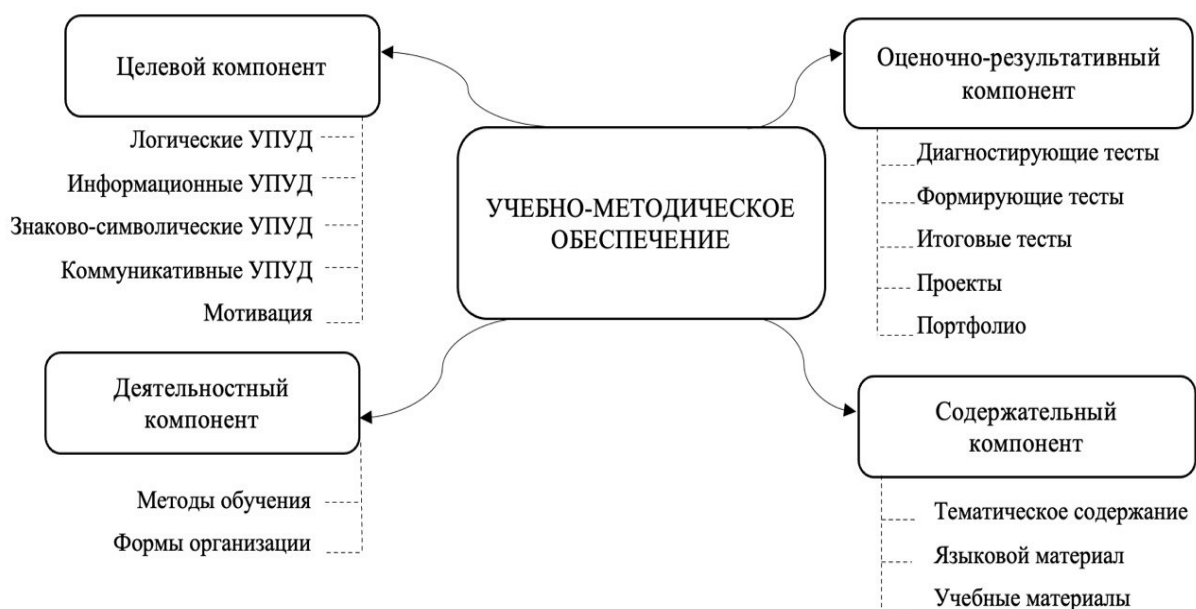 Целевой компонент
Логические УПУД
Информационные УПУД
Знаково-символические УПУД
Коммуникативные УПУД
Мотивация
Оценочно-результативный
компонент
Диагностирующие тесты
Формирующие тесты
Итоговые тесты
Проекты
Портфолио
УЧЕБНО-МЕТОДИЧЕСКОЕ
ОБЕСПЕЧЕНИЕ
Деятельностный
компонент
Методы обучения
Формы организации
Содержательный
компонент
Тематическое содержание
Языковой материал
Учебные материалы